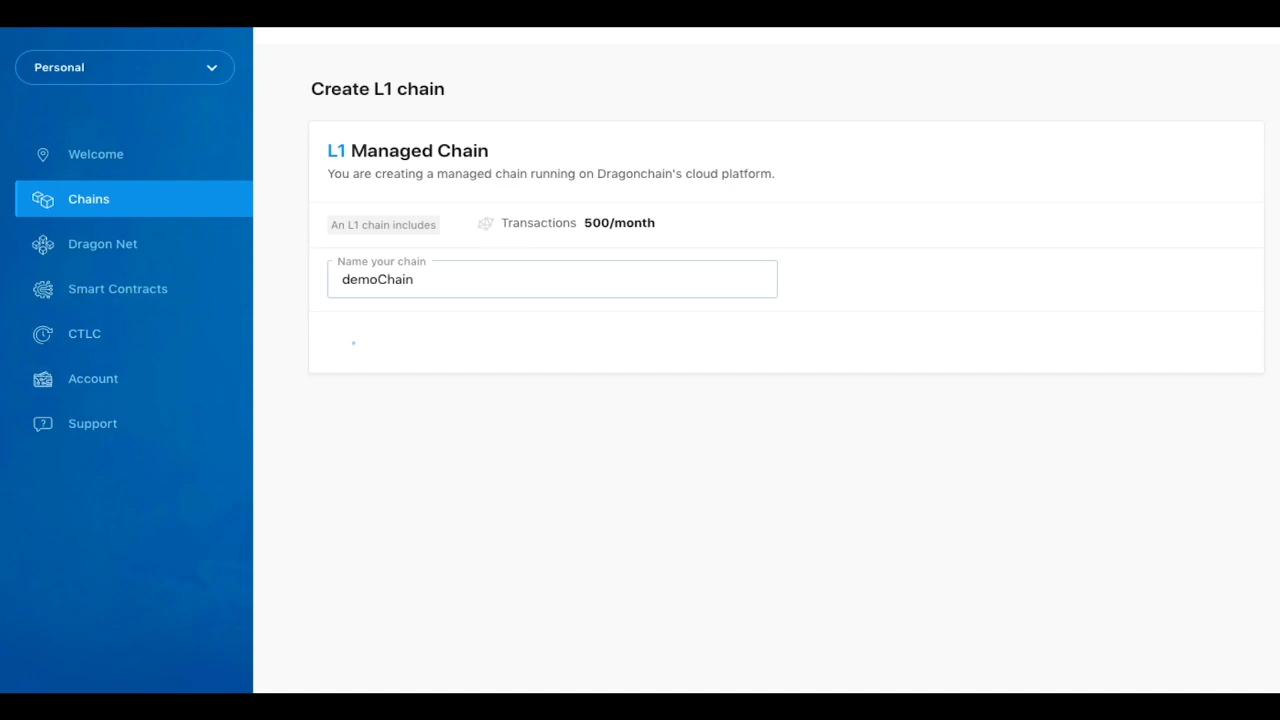 Personal
Welcome
Chains
Dragon Net
Smart Contracts
CTLC
Account
Support
Create L1 chain
L1 Managed Chain
You are creating a managed chain running on Dragonchain's cloud platform.
An L1 chain includes Transactions 500/month
Name your chain
demoChain